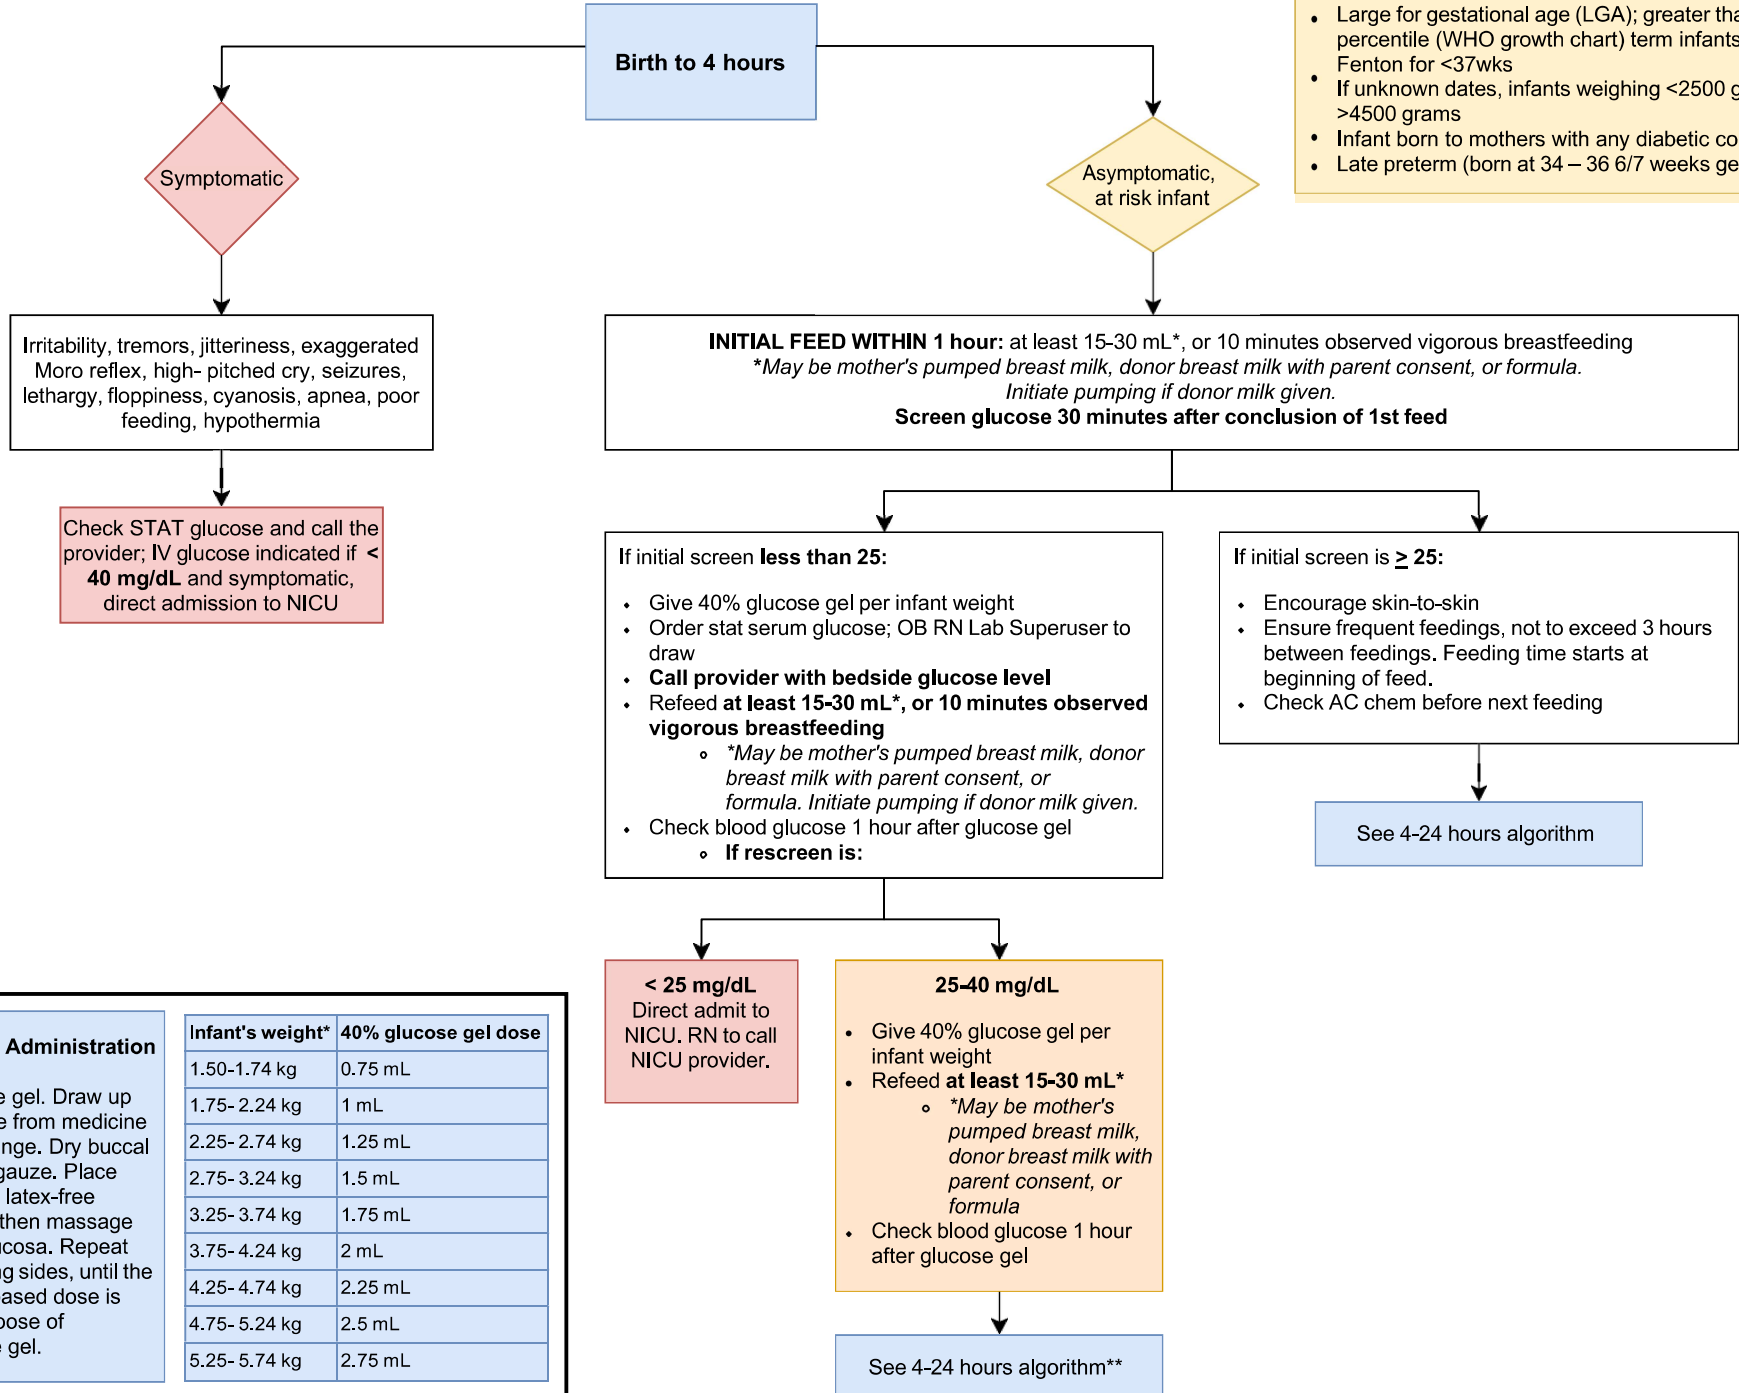 Birth to 4 hours
• Large for gestational age (LGA); greater tha
percentile (WHO growth chart) term infants
Fenton for <37wks
• If unknown dates, infants weighing <2500 g
>4500 grams
• Infant born to mothers with any diabetic co
• Late preterm (born at 34 – 36 6/7 weeks ge
Symptomatic
Asymptomatic,
at risk infant
Irritability, tremors, jitteriness, exaggerated
Moro reflex, high- pitched cry, seizures,
lethargy, floppiness, cyanosis, apnea, poor
feeding, hypothermia
Check STAT glucose and call the
provider; IV glucose indicated if <
40 mg/dL and symptomatic,
direct admission to NICU
INITIAL FEED WITHIN 1 hour: at least 15-30 mL*, or 10 minutes observed vigorous breastfeeding
*May be mother's pumped breast milk, donor breast milk with parent consent, or formula.
Initiate pumping if donor milk given.
Screen glucose 30 minutes after conclusion of 1st feed
If initial screen less than 25:
• Give 40% glucose gel per infant weight
• Order stat serum glucose; OB RN Lab Superuser to
draw
• Call provider with bedside glucose level
• Refeed at least 15-30 mL*, or 10 minutes observed
vigorous breastfeeding
o *May be mother's pumped breast milk, donor
breast milk with parent consent, or
formula. Initiate pumping if donor milk given.
• Check blood glucose 1 hour after glucose gel
o If rescreen is:
If initial screen is ≥ 25:
• Encourage skin-to-skin
• Ensure frequent feedings, not to exceed 3 hours
between feedings. Feeding time starts at
beginning of feed.
• Check AC chem before next feeding
See 4-24 hours algorithm
< 25 mg/dL
Direct admit to
NICU. RN to call
NICU provider.
25-40 mg/dL
• Give 40% glucose gel per
infant weight
• Refeed at least 15-30 mL*
o *May be mother's
pumped breast milk,
donor breast milk with
parent consent, or
formula
• Check blood glucose 1 hour
after glucose gel
See 4-24 hours algorithm**
Administration
e gel. Draw up
e from medicine
nge. Dry buccal
gauze. Place
latex-free
then massage
ucosa. Repeat
ng sides, until the
ased dose is
pose of
e gel.
Infant's weight* 40% glucose gel dose
1.50-1.74 kg 0.75 mL
1.75- 2.24 kg 1 mL
2.25- 2.74 kg 1.25 mL
2.75- 3.24 kg 1.5 mL
3.25- 3.74 kg 1.75 mL
3.75- 4.24 kg 2 mL
4.25- 4.74 kg 2.25 mL
4.75- 5.24 kg 2.5 mL
5.25- 5.74 kg 2.75 mL